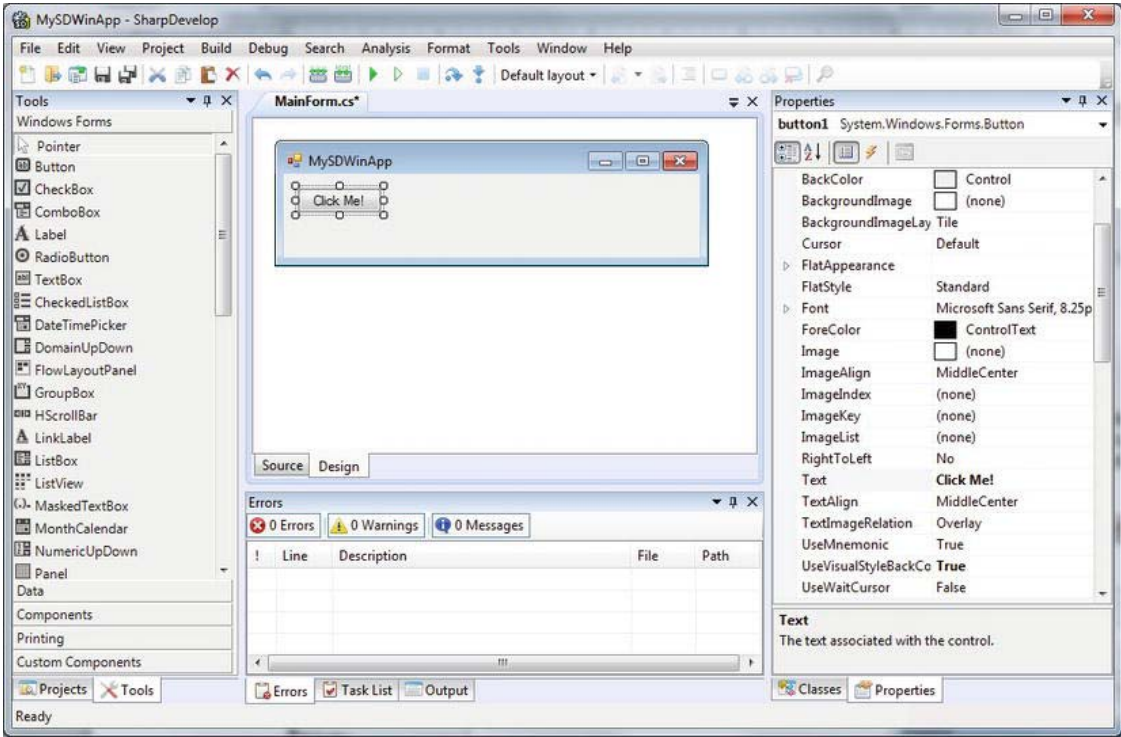 MySDWinApp - SharpDevelop
File Edit View Project Build Debug Search Analysis Format Tools Window Help
Default layout
Tools
Windows Forms
Pointer
Button
CheckBox
ComboBox
Label
RadioButton
TextBox
CheckedListBox
DateTimePicker
DomainUpDown
FlowLayoutPanel
GroupBox
HScrollBar
LinkLabel
ListBox
ListView
MaskedTextBox
MonthCalendar
NumericUpDown
Panel
Data
Components
Printing
Custom Components
Projects Tools
MainForm.cs*
MySDWinApp
Click Me!
Source Design
Errors
0 Errors 0 Warnings 0 Messages
! Line Description File Path
Errors Task List Output
Properties
button1 System.Windows.Forms.Button
BackColor Control
BackgroundImage (none)
BackgroundImageLay Tile
Cursor Default
FlatAppearance
FlatStyle Standard
Font Microsoft Sans Serif, 8.25p
ForeColor ControlText
Image (none)
ImageAlign MiddleCenter
ImageIndex (none)
ImageKey (none)
ImageList (none)
RightToLeft No
Text Click Me!
TextAlign MiddleCenter
TextImageRelation Overlay
UseMnemonic True
UseVisualStyleBackCo True
UseWaitCursor False
Text
The text associated with the control.
Classes Properties
Ready